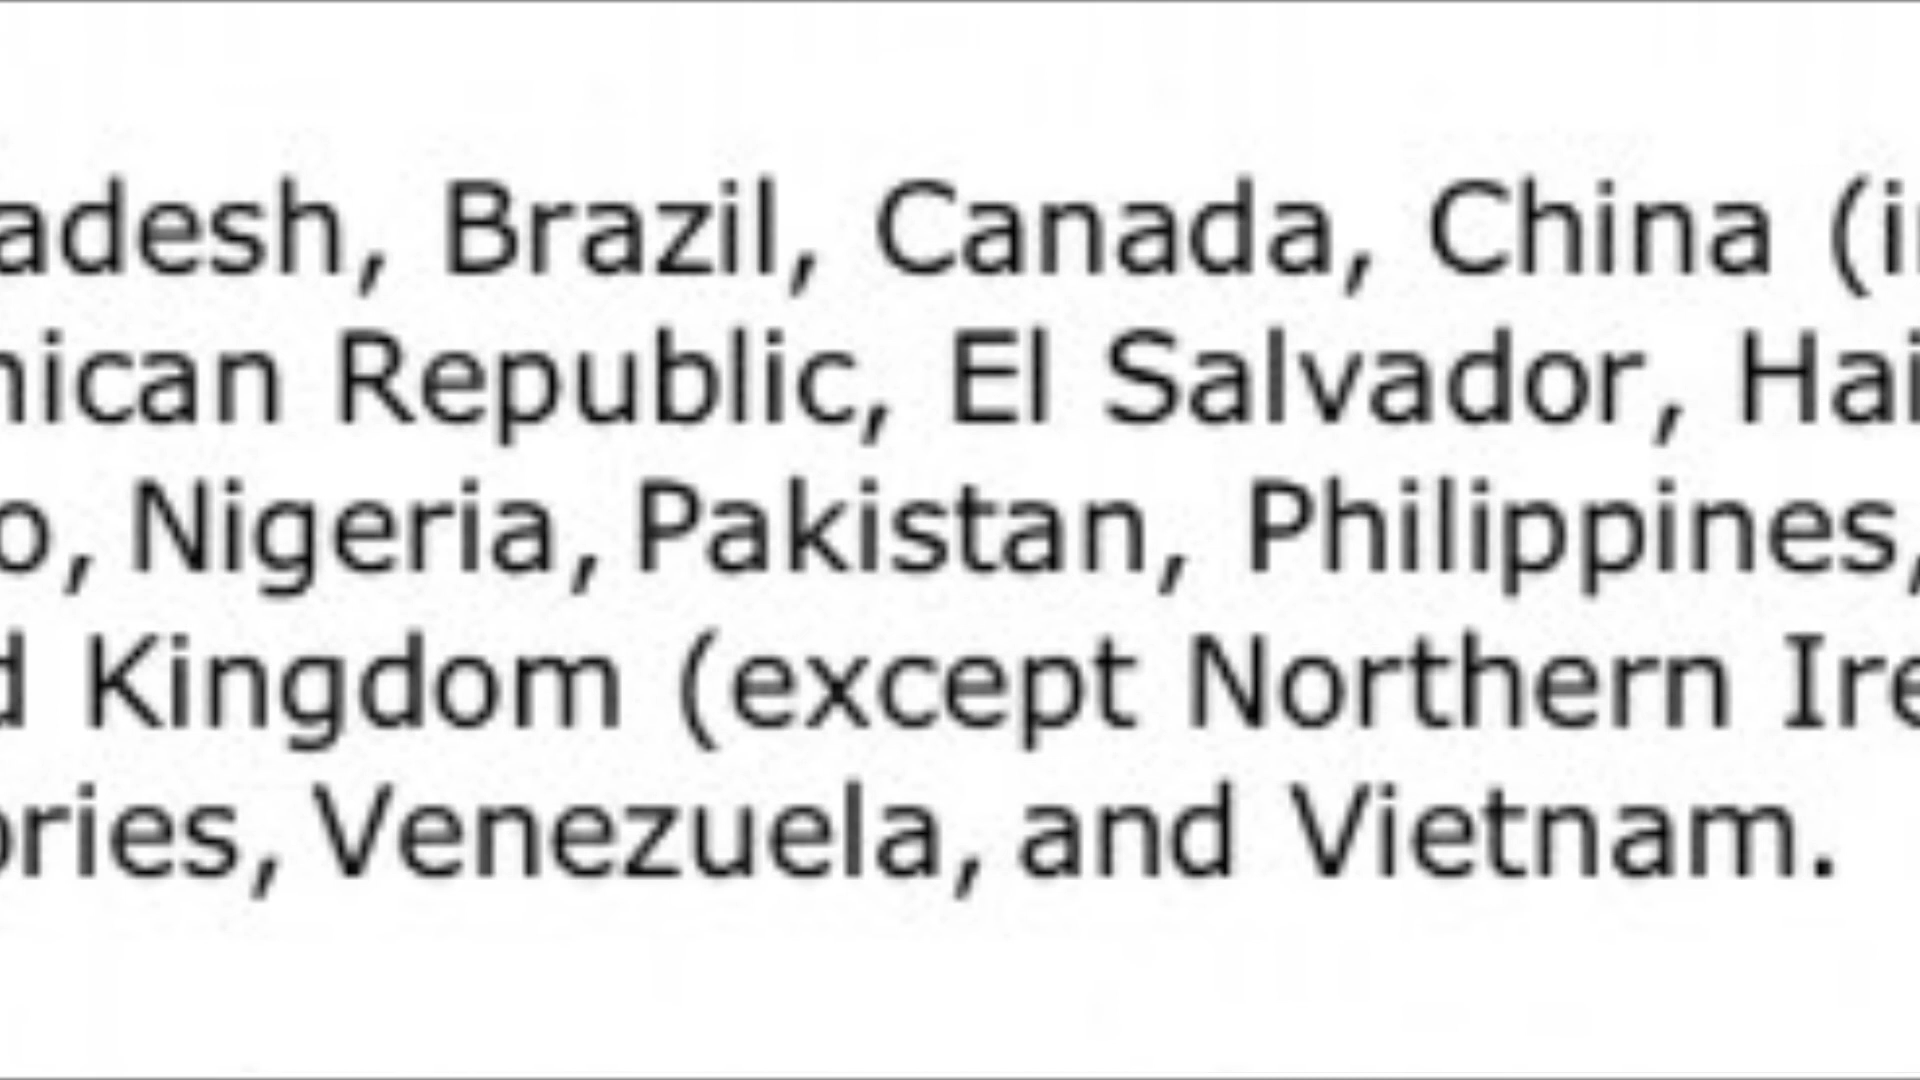 adesh, Brazil, Canada, China (in
nican Republic, El Salvador, Hai
o, Nigeria, Pakistan, Philippines,
d Kingdom (except Northern Ire
ories, Venezuela, and Vietnam.